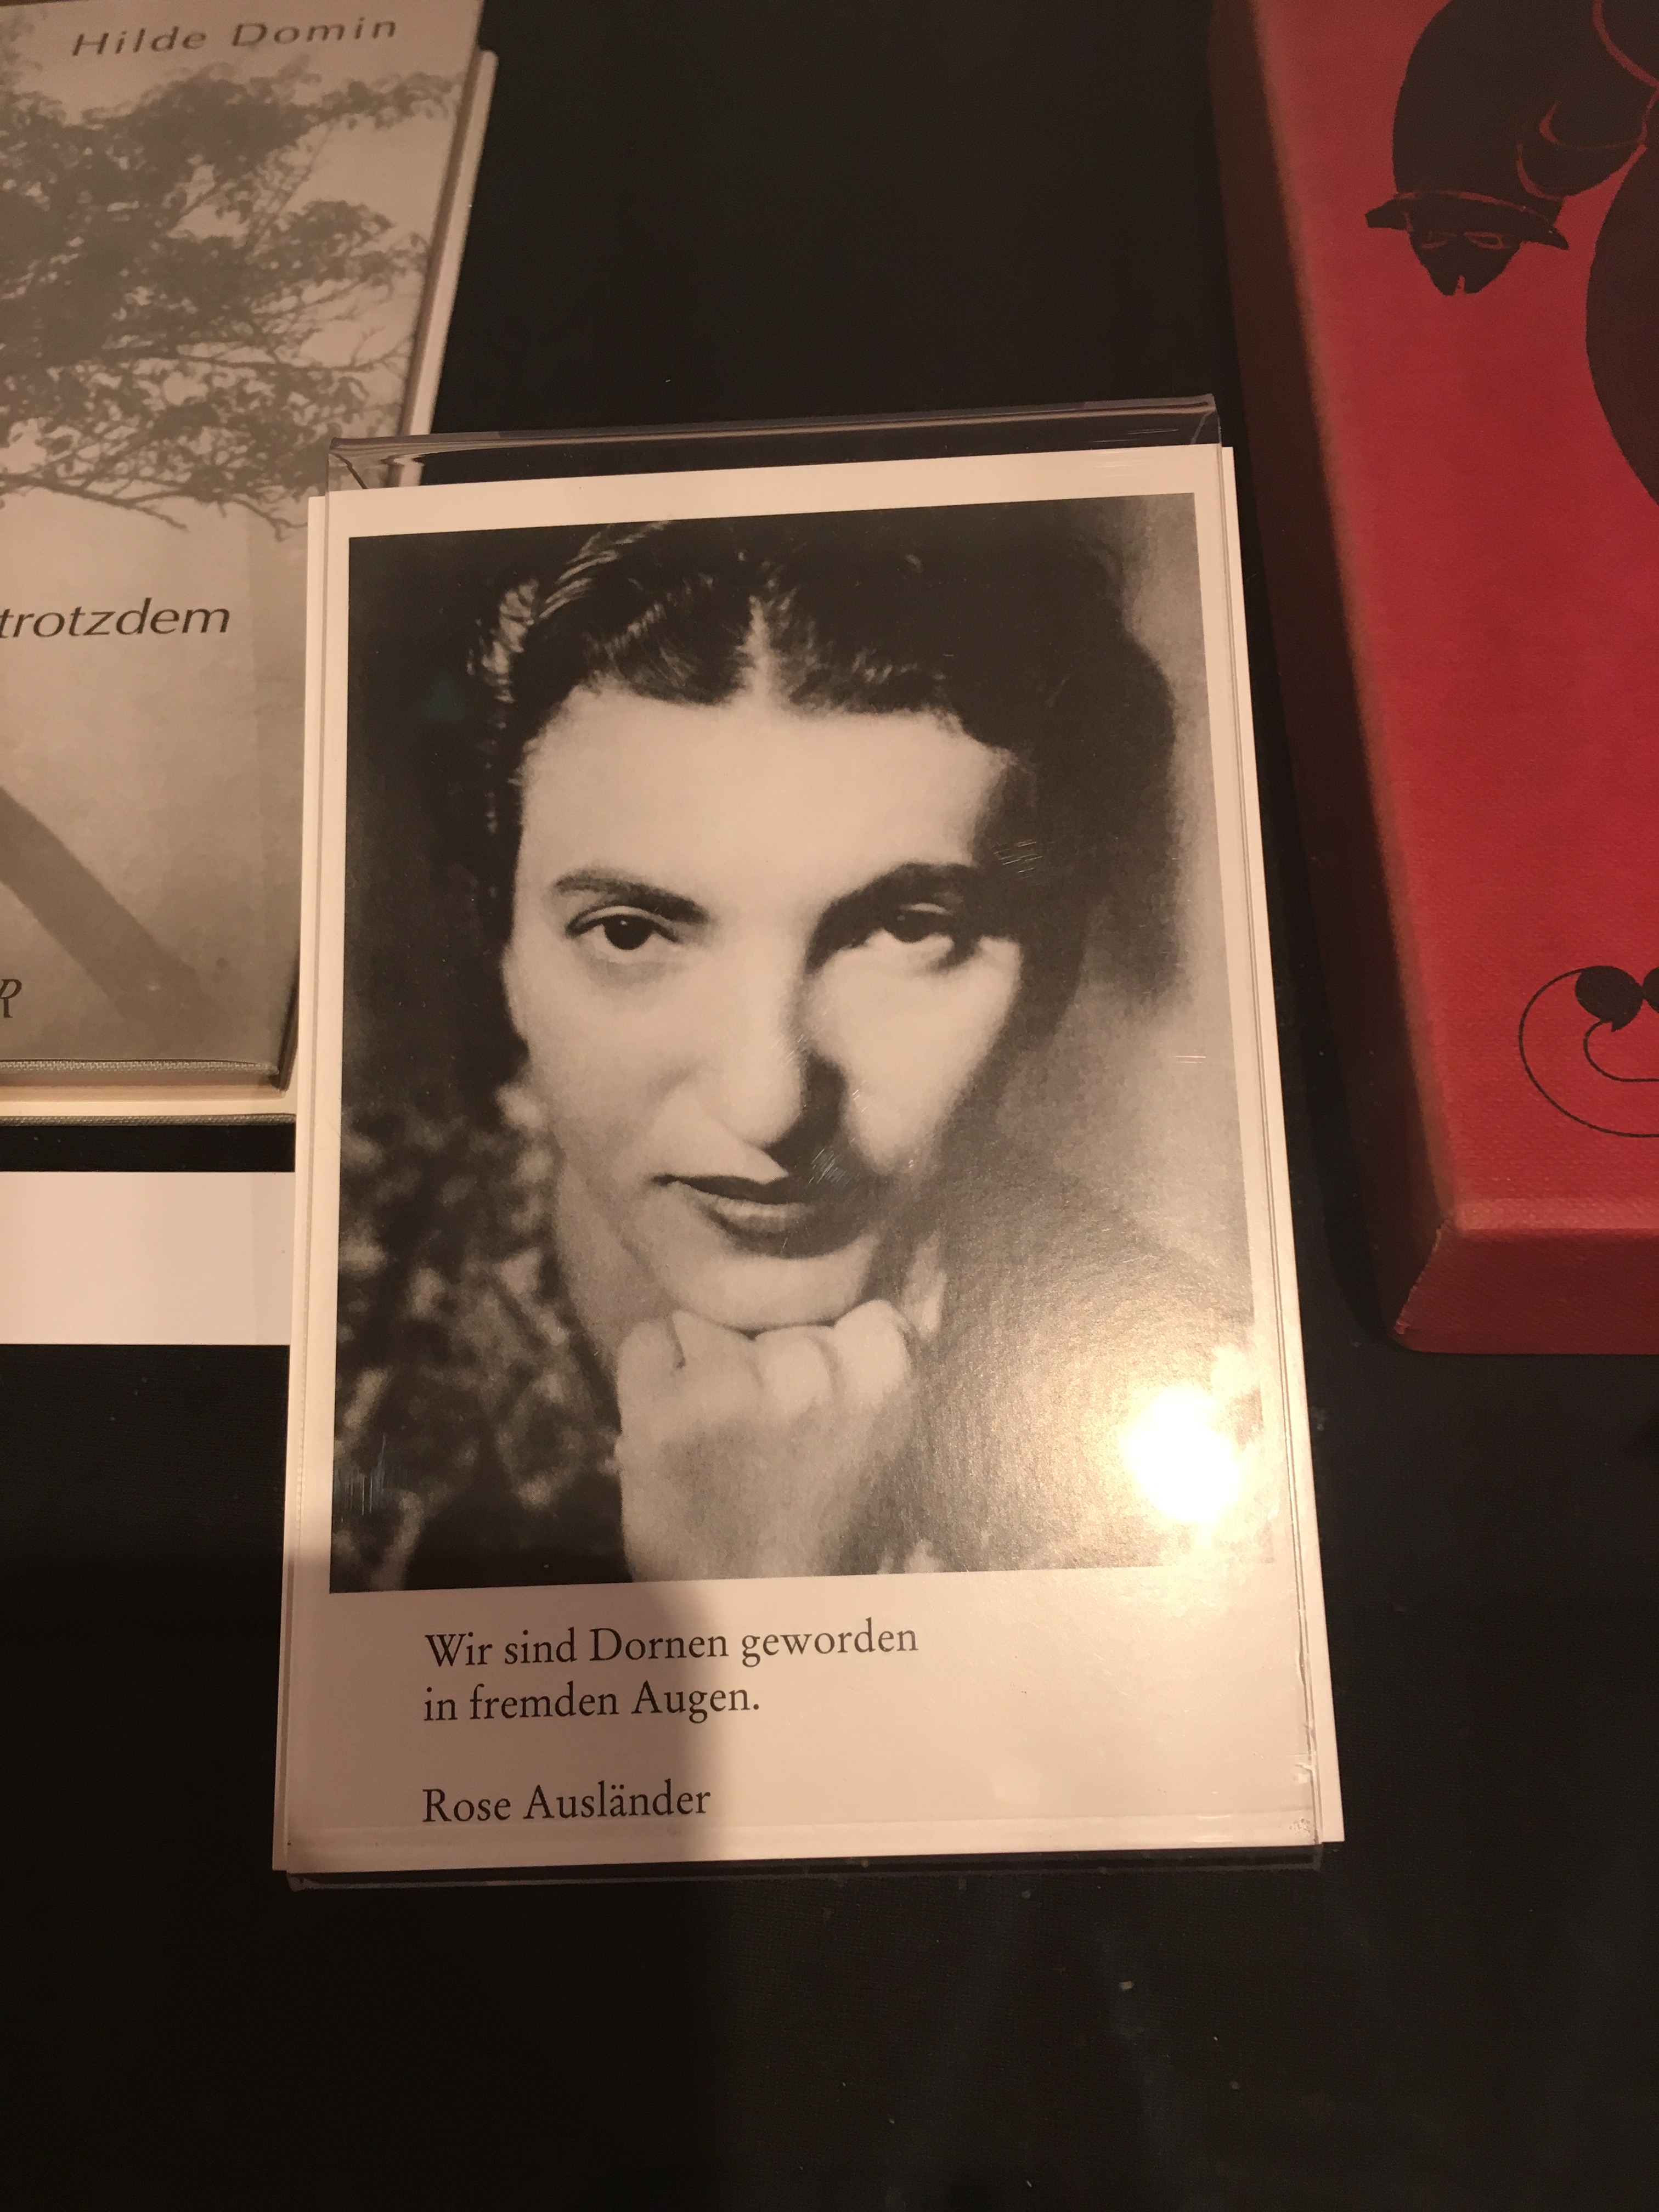 Hilde Domin
trotzdem
Wir sind Dornen geworden
in fremden Augen.
Rose Ausländer